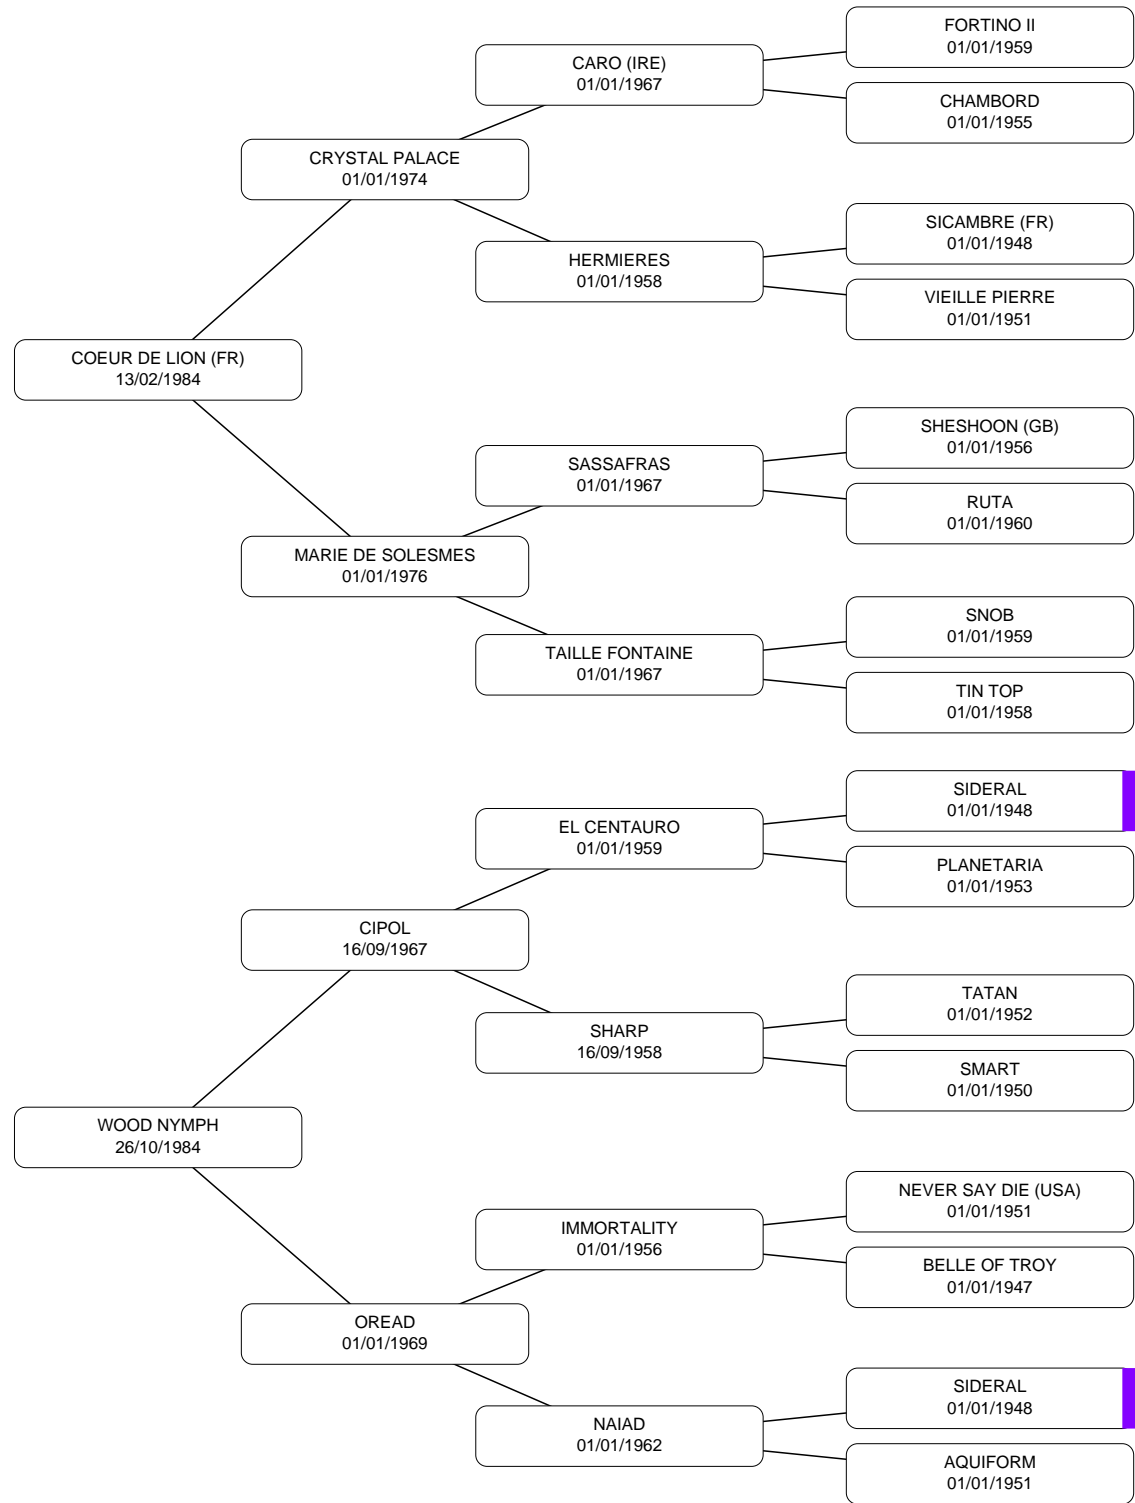 FORTINO II
01/01/1959
CARO (IRE)
01/01/1967
CHAMBORD
01/01/1955
CRYSTAL PALACE
01/01/1974
SICAMBRE (FR)
01/01/1948
HERMIERES
01/01/1958
VIEILLE PIERRE
01/01/1951
COEUR DE LION (FR)
13/02/1984
SHESHOON (GB)
01/01/1956
SASSAFRAS
01/01/1967
RUTA
01/01/1960
MARIE DE SOLESMES
01/01/1976
SNOB
01/01/1959
TAILLE FONTAINE
01/01/1967
TIN TOP
01/01/1958
SIDERAL
01/01/1948
EL CENTAURO
01/01/1959
PLANETARIA
01/01/1953
CIPOL
16/09/1967
TATAN
01/01/1952
SHARP
16/09/1958
SMART
01/01/1950
WOOD NYMPH
26/10/1984
NEVER SAY DIE (USA)
01/01/1951
IMMORTALITY
01/01/1956
BELLE OF TROY
01/01/1947
OREAD
01/01/1969
SIDERAL
01/01/1948
NAIAD
01/01/1962
AQUIFORM
01/01/1951